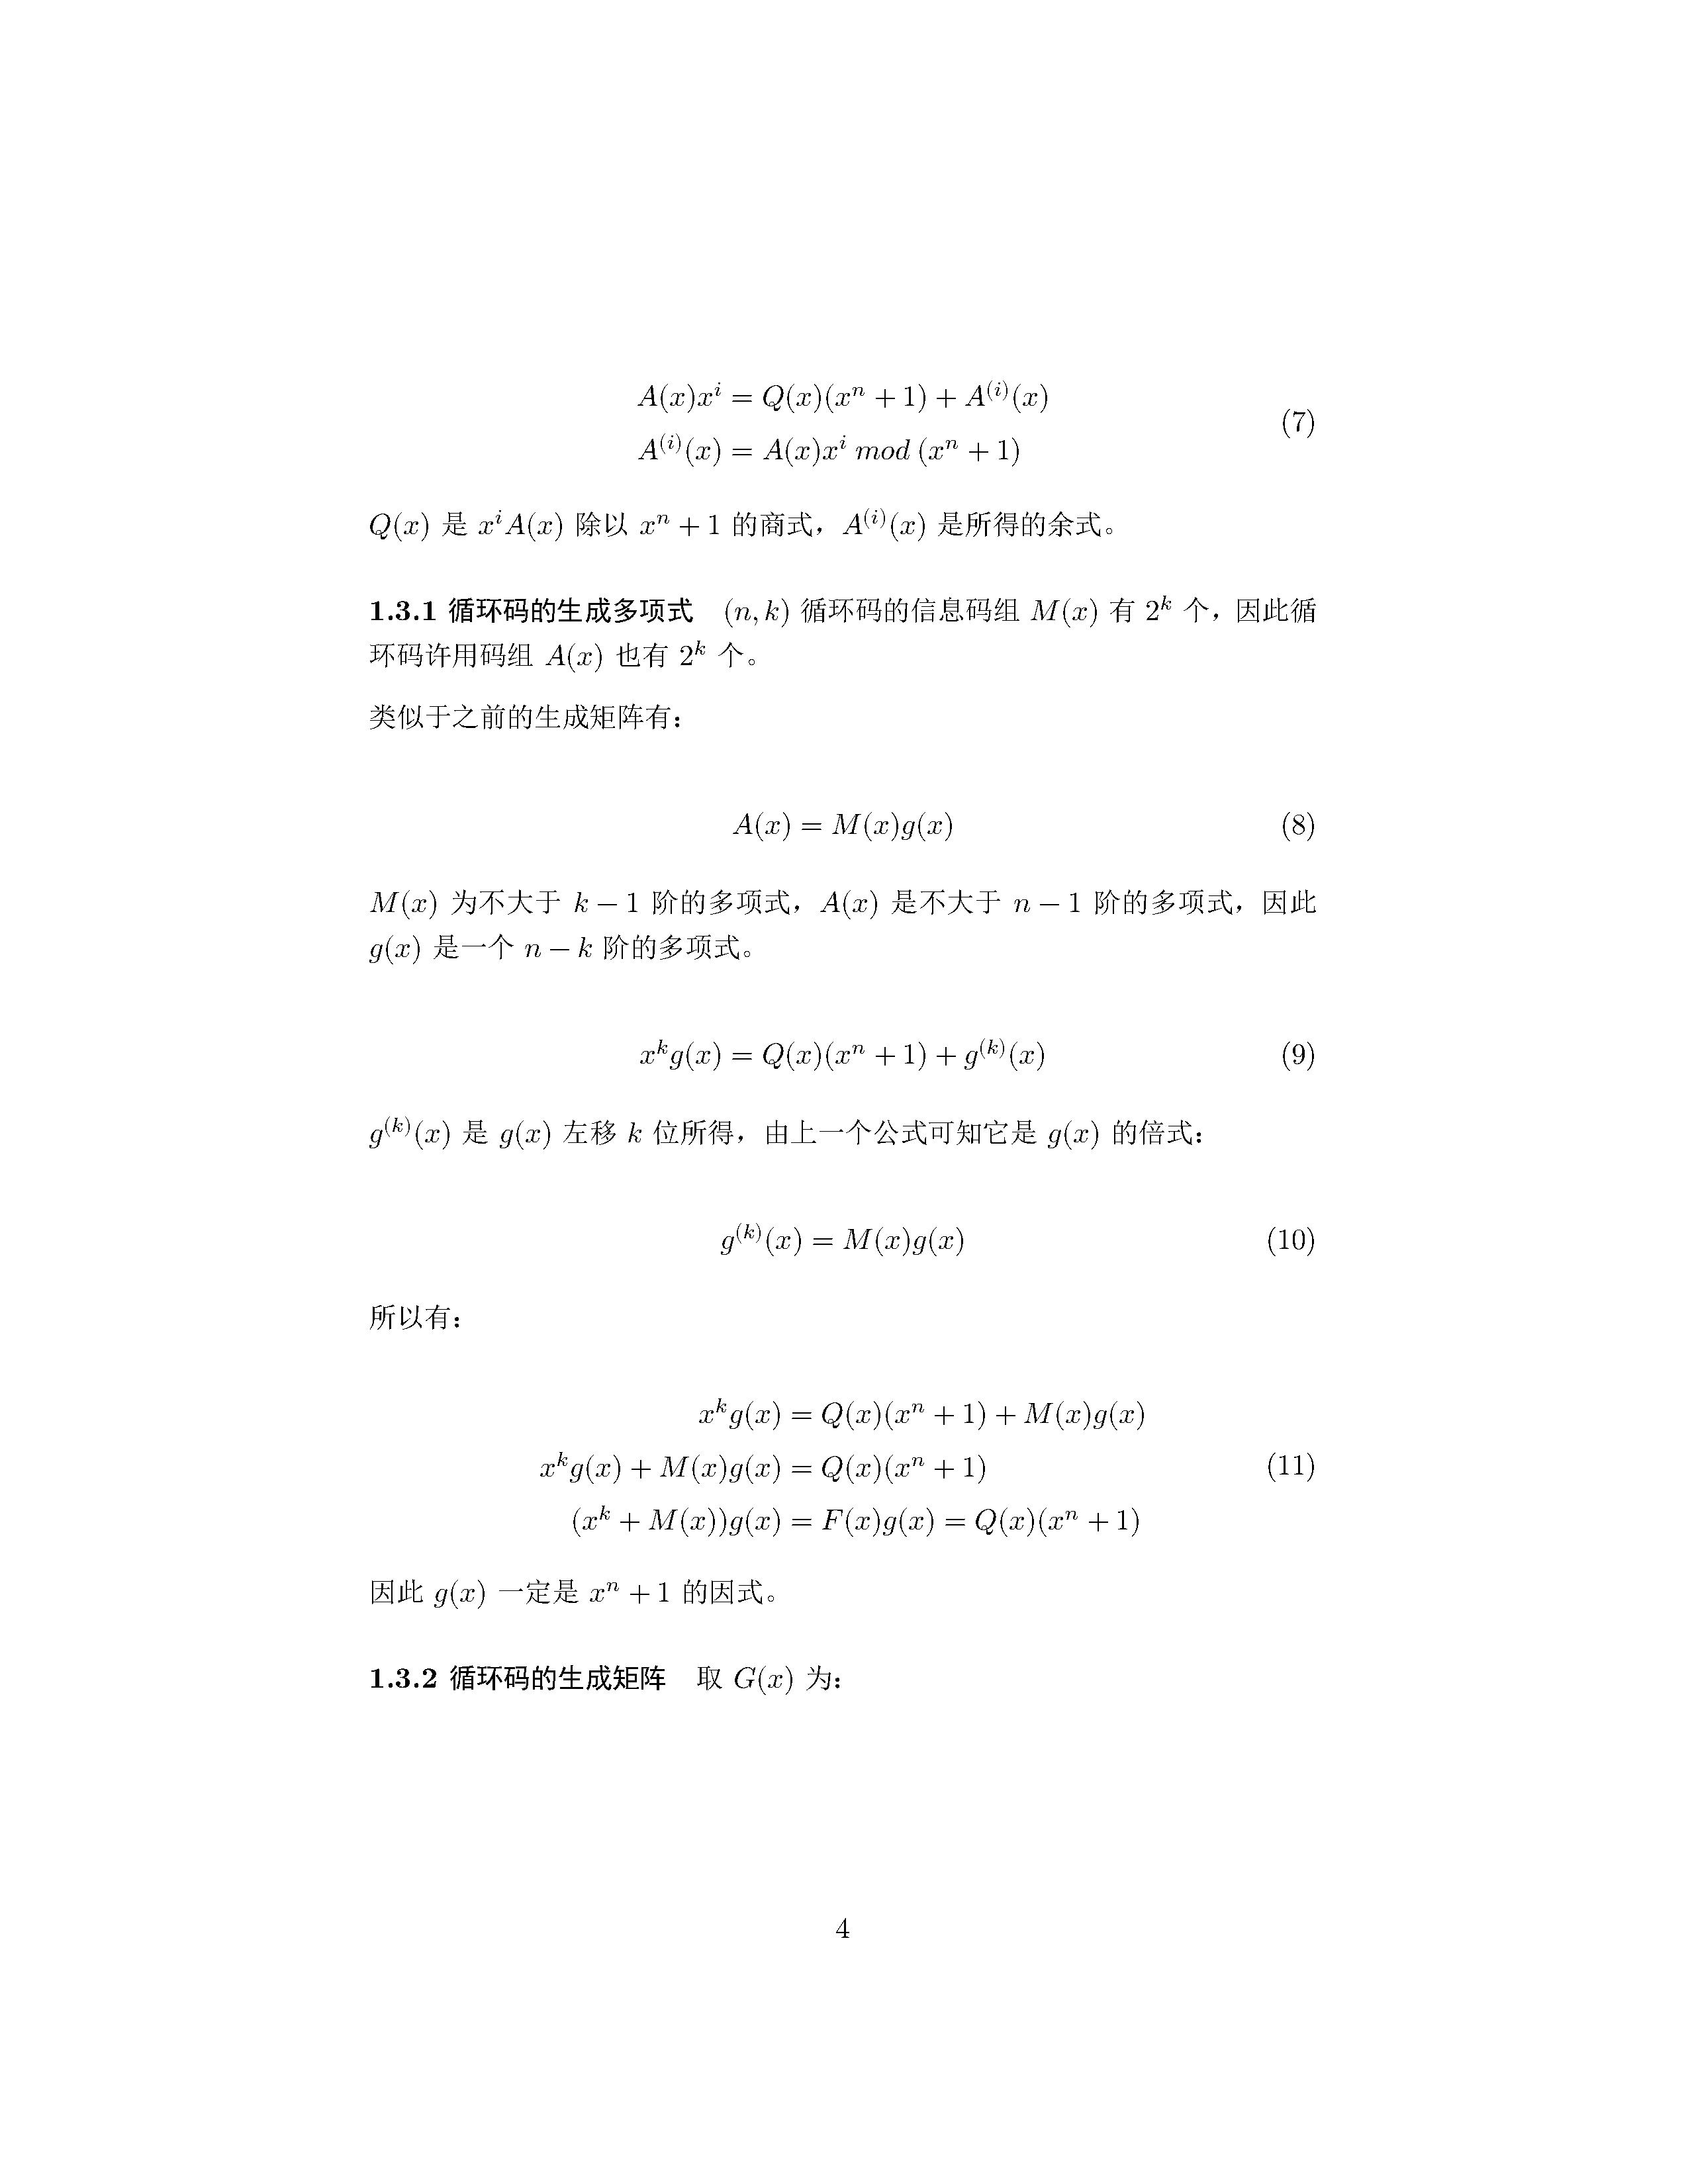 A(x)x^i = Q(x)(x^n + 1) + A^{(i)}(x)
A^{(i)}(x) = A(x)x^i mod (x^n + 1)
(7)
Q(x) 是 x^i A(x) 除以 x^n + 1 的商式，A^{(i)}(x) 是所得的余式。
1.3.1 循环码的生成多项式 (n, k) 循环码的信息码组 M(x) 有 2^k 个，因此循
环码许用码组 A(x) 也有 2^k 个。
类似于之前的生成矩阵有：
A(x) = M(x)g(x) (8)
M(x) 为不大于 k − 1 阶的多项式，A(x) 是不大于 n − 1 阶的多项式，因此
g(x) 是一个 n − k 阶的多项式。
x^k g(x) = Q(x)(x^n + 1) + g^{(k)}(x) (9)
g^{(k)}(x) 是 g(x) 左移 k 位所得，由上一个公式可知它是 g(x) 的倍式：
g^{(k)}(x) = M(x)g(x) (10)
所以有：
x^k g(x) = Q(x)(x^n + 1) + M(x)g(x)
x^k g(x) + M(x)g(x) = Q(x)(x^n + 1) (11)
(x^k + M(x))g(x) = F(x)g(x) = Q(x)(x^n + 1)
因此 g(x) 一定是 x^n + 1 的因式。
1.3.2 循环码的生成矩阵 取 G(x) 为：
4